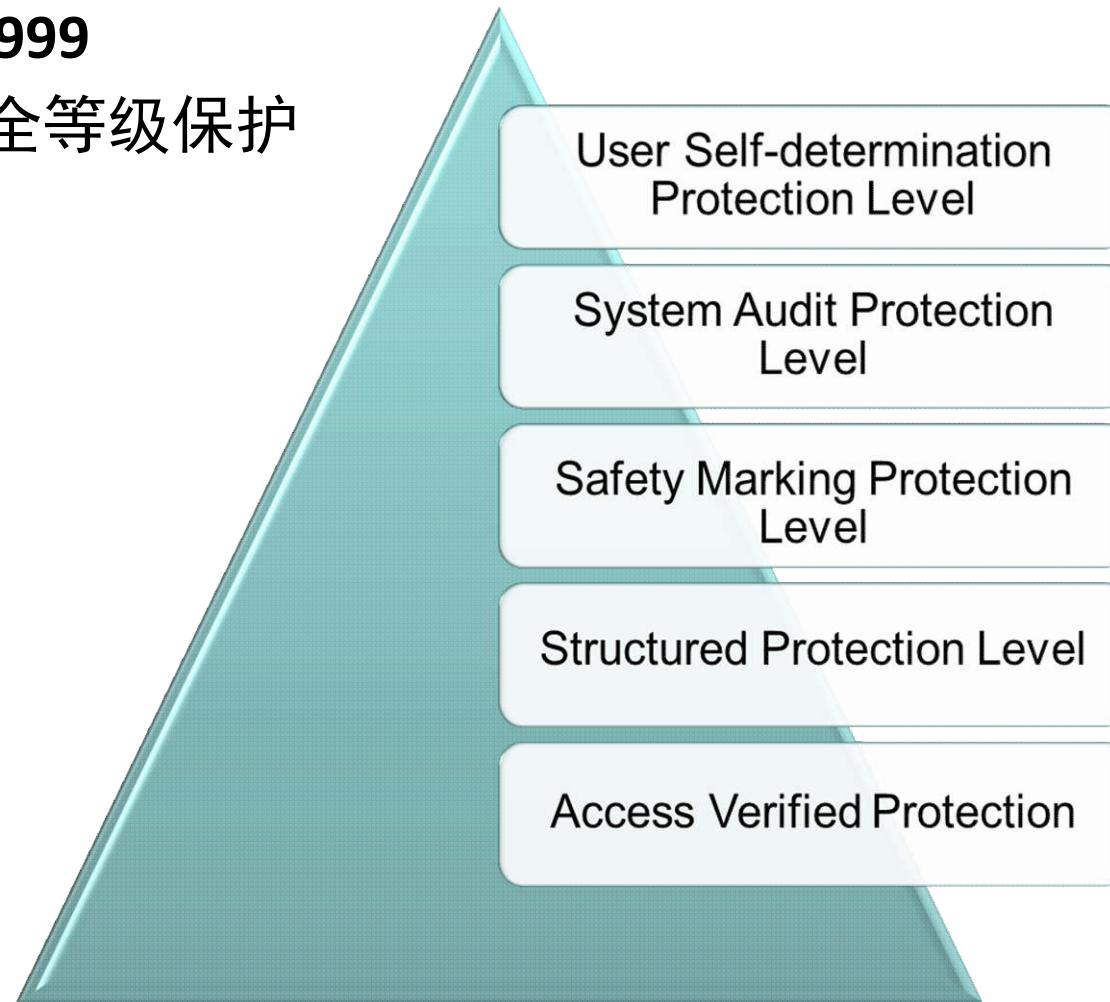 999
全等级保护
User Self-determination
Protection Level
System Audit Protection
Level
Safety Marking Protection
Level
Structured Protection Level
Access Verified Protection